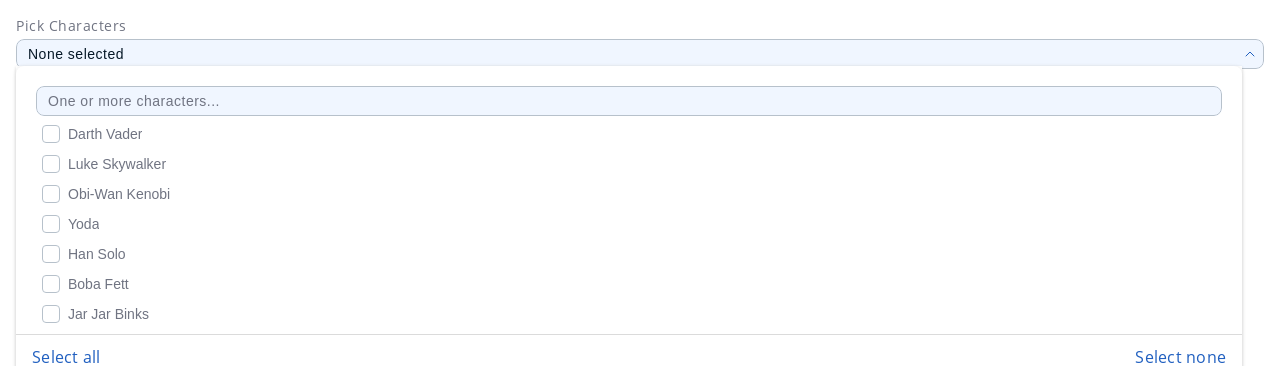 Pick Characters
None selected
One or more characters...
Darth Vader
Luke Skywalker
Obi-Wan Kenobi
Yoda
Han Solo
Boba Fett
Jar Jar Binks
Select all Select none